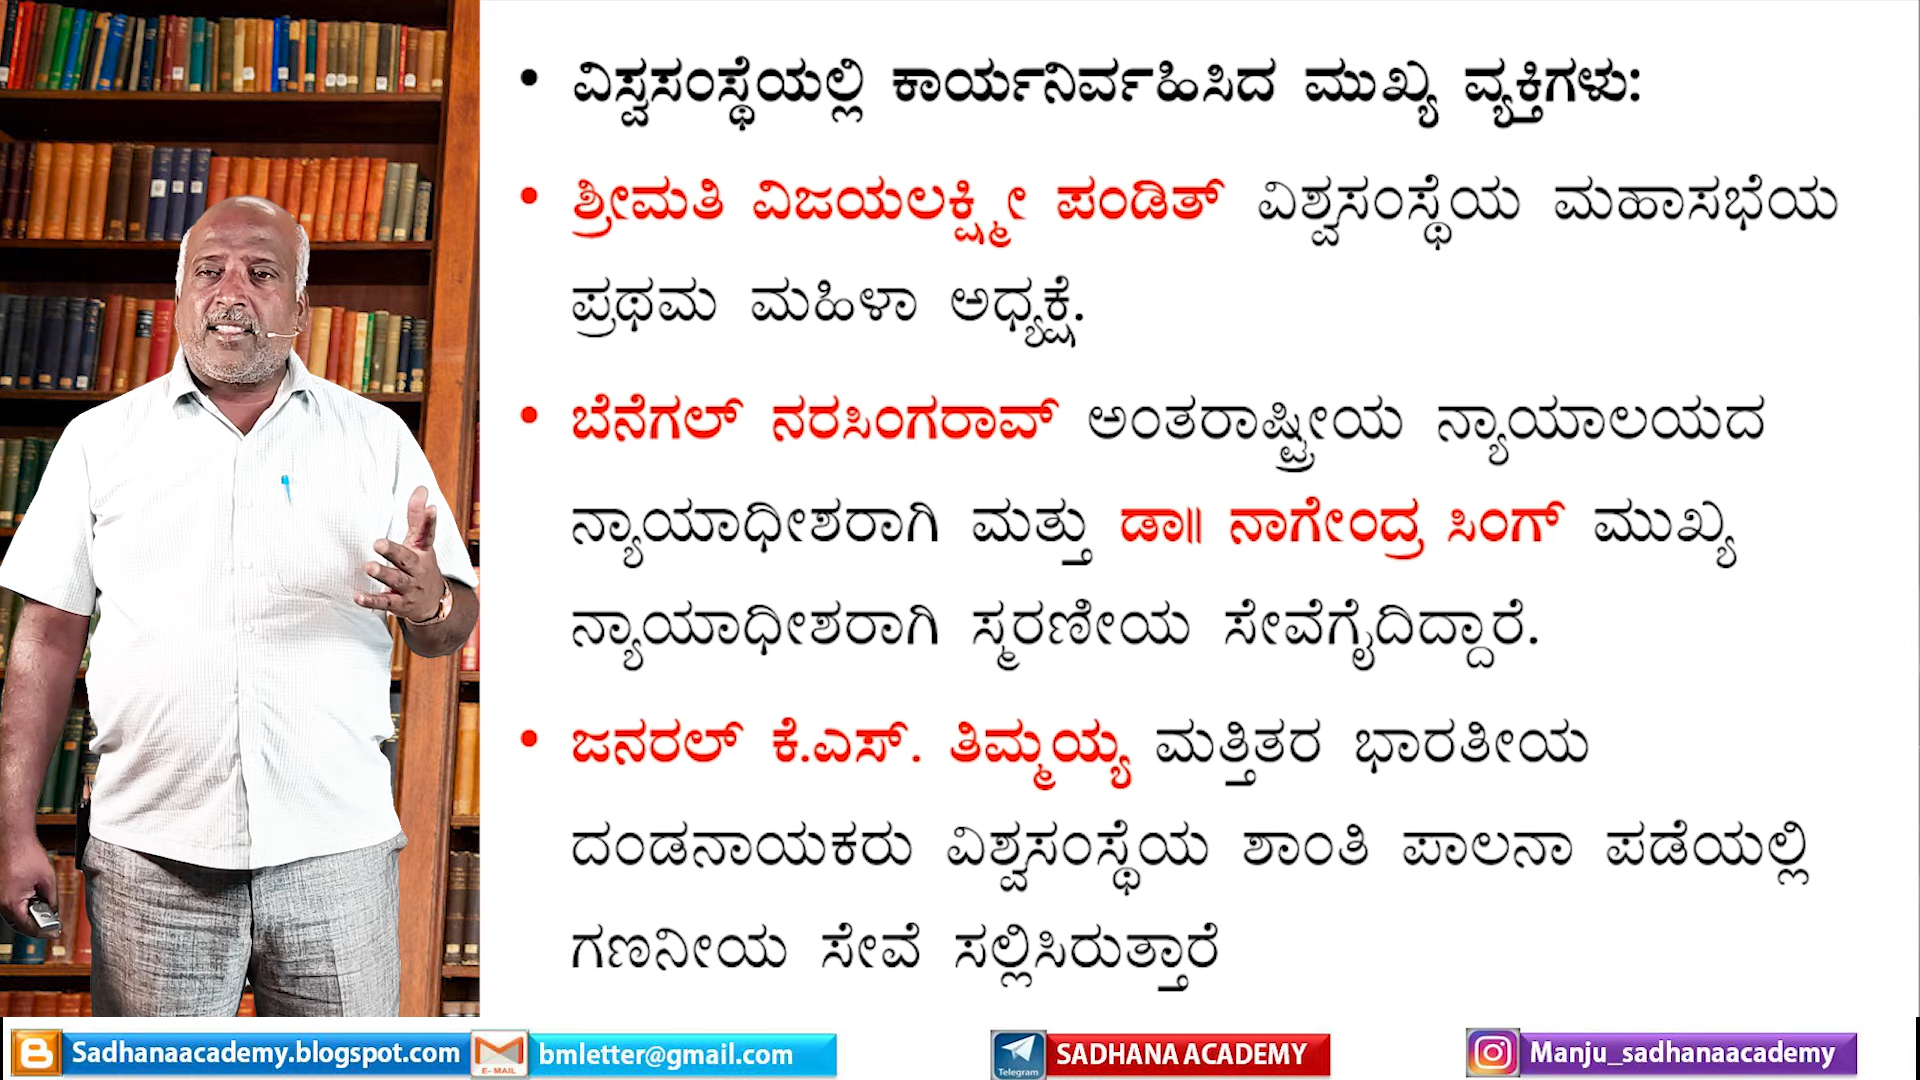 • ವಿಸ್ವಸಂಸ್ಥೆಯಲ್ಲಿ ಕಾರ್ಯನಿರ್ವಹಿಸಿದ ಮುಖ್ಯ ವ್ಯಕ್ತಿಗಳು:
• ಶ್ರೀಮತಿ ವಿಜಯಲಕ್ಷ್ಮೀ ಪಂಡಿತ್ ವಿಶ್ವಸಂಸ್ಥೆಯ ಮಹಾಸಭೆಯ
ಪ್ರಥಮ ಮಹಿಳಾ ಅಧ್ಯಕ್ಷೆ.
• ಬೆನೆಗಲ್ ನರಸಿಂಗರಾವ್ ಅಂತರಾಷ್ಟ್ರೀಯ ನ್ಯಾಯಾಲಯದ
ನ್ಯಾಯಾಧೀಶರಾಗಿ ಮತ್ತು ಡಾ॥ ನಾಗೇಂದ್ರ ಸಿಂಗ್ ಮುಖ್ಯ
ನ್ಯಾಯಾಧೀಶರಾಗಿ ಸ್ಮರಣೀಯ ಸೇವೆಗೈದಿದ್ದಾರೆ.
• ಜನರಲ್ ಕೆ.ಎಸ್. ತಿಮ್ಮಯ್ಯ ಮತ್ತಿತರ ಭಾರತೀಯ
ದಂಡನಾಯಕರು ವಿಶ್ವಸಂಸ್ಥೆಯ ಶಾಂತಿ ಪಾಲನಾ ಪಡೆಯಲ್ಲಿ
ಗಣನೀಯ ಸೇವೆ ಸಲ್ಲಿಸಿರುತ್ತಾರೆ
Sadhanaacademy.blogspot.com
E-MAIL
bmletter@gmail.com
Telegram
SADHANA ACADEMY
Manju_sadhanaacademy